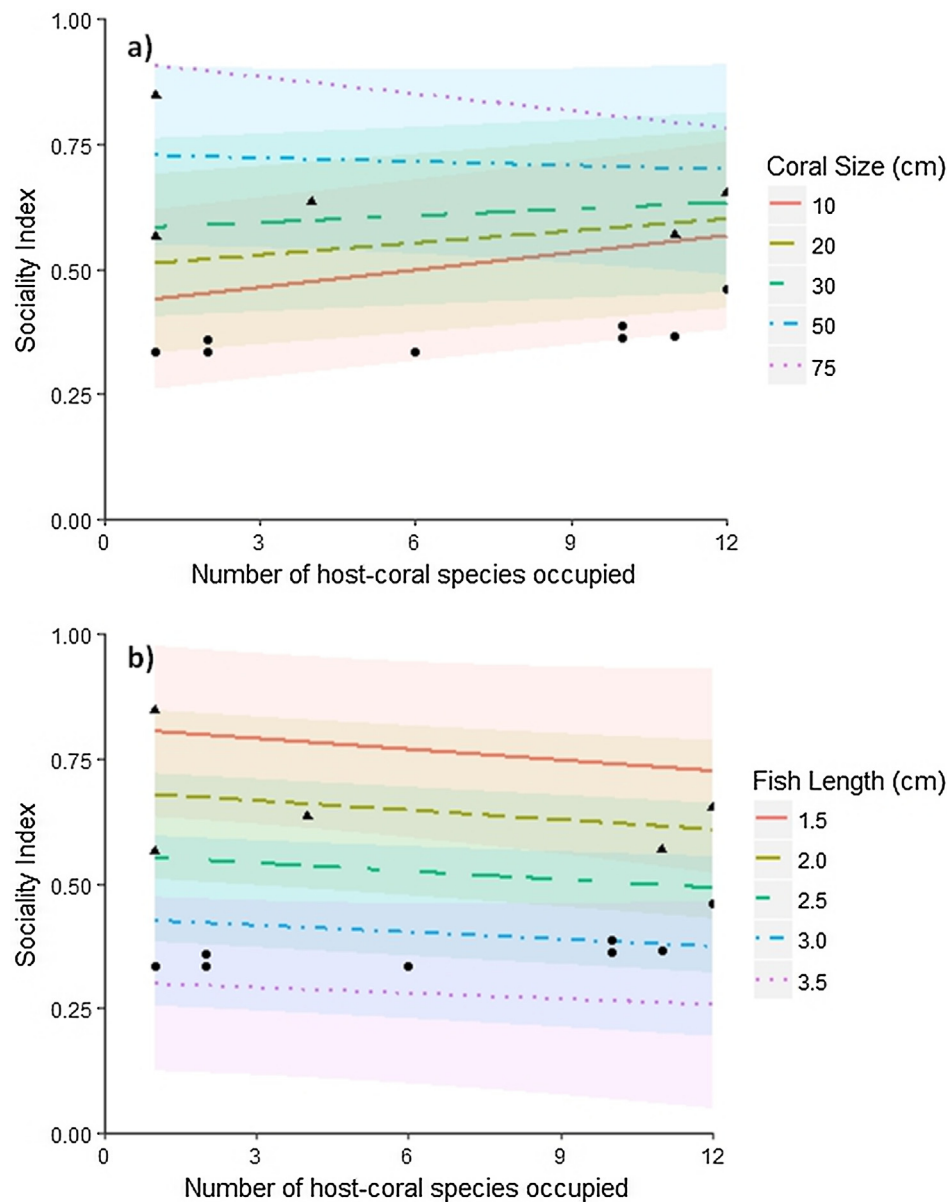 a)
1.00
0.75
0.50
0.25
0.00
Sociality Index
0 3 6 9 12
Number of host-coral species occupied
Coral Size (cm)
10
20
30
50
75
b)
1.00
0.75
0.50
0.25
0.00
Sociality Index
0 3 6 9 12
Number of host-coral species occupied
Fish Length (cm)
1.5
2.0
2.5
3.0
3.5